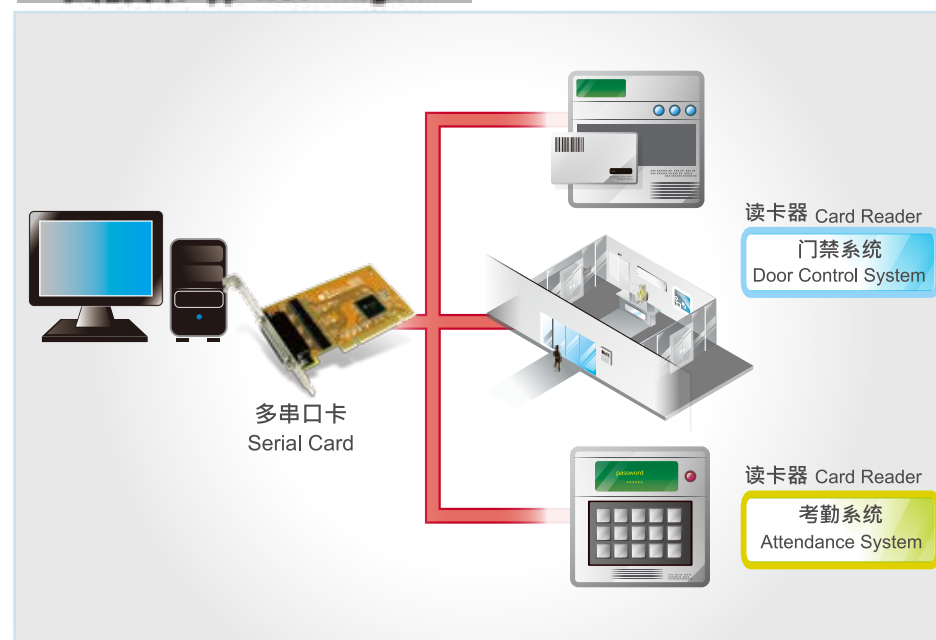 读卡器 Card Reader
门禁系统
Door Control System
多串口卡
Serial Card
password
读卡器 Card Reader
考勤系统
Attendance System